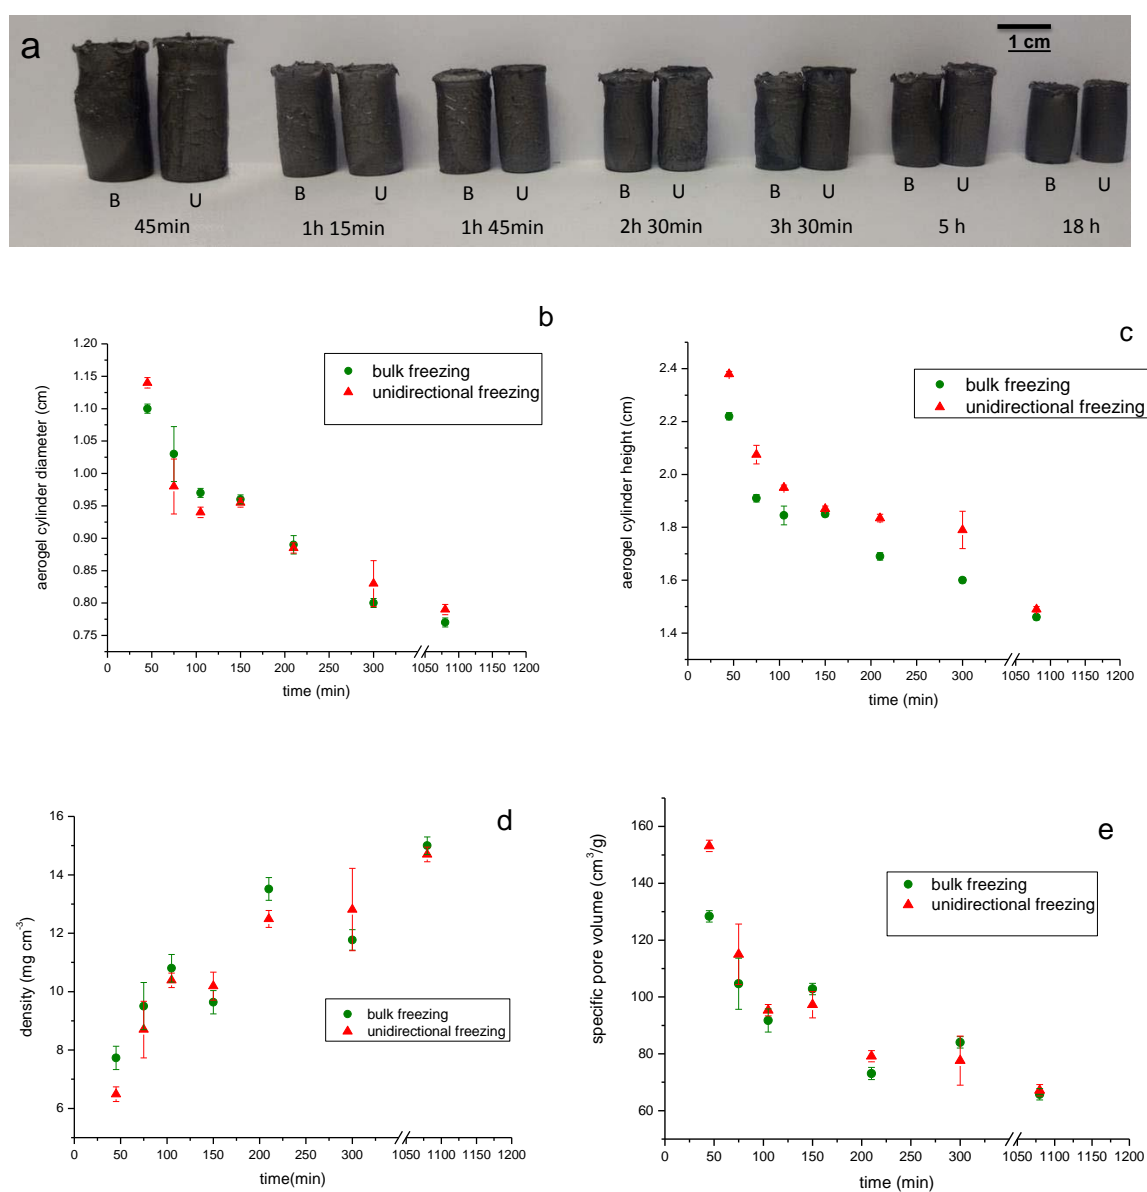 a
1 cm
B U B U B U B U B U B U B U
45min 1h 15min 1h 45min 2h 30min 3h 30min 5 h 18 h
b
1.20
1.15
1.10
1.05
1.00
0.95
0.90
0.85
0.80
0.75
aerogel cylinder diameter (cm)
bulk freezing
unidirectional freezing
0 50 100 150 200 250 300 1050 1100 1150 1200
time (min)
c
2.4
2.2
2.0
1.8
1.6
1.4
aerogel cylinder height (cm)
bulk freezing
unidirectional freezing
0 50 100 150 200 250 300 1050 1100 1150 1200
time (min)
d
16
14
12
10
8
6
density (mg cm-3)
bulk freezing
unidirectional freezing
0 50 100 150 200 250 300 1050 1100 1150 1200
time(min)
e
160
140
120
100
80
60
specific pore volume (cm3/g)
bulk freezing
unidirectional freezing
0 50 100 150 200 250 300 1050 1100 1150 1200
time (min)